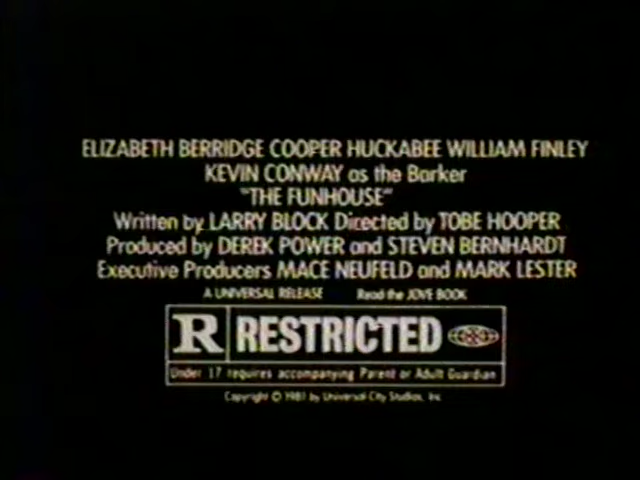 ELIZABETH BERRIDGE COOPER HUCKABEE WILLIAM FINLEY
KEVIN CONWAY as the Barker
"THE FUNHOUSE"
Written by LARRY BLOCK Directed by TOBE HOOPER
Produced by DEREK POWER and STEVEN BERNHARDT
Executive Producers MACE NEUFELD and MARK LESTER
A UNIVERSAL RELEASE Read the JOVE BOOK
R RESTRICTED
Under 17 requires accompanying Parent or Adult Guardian
Copyright © 1981 by Universal City Studios, Inc